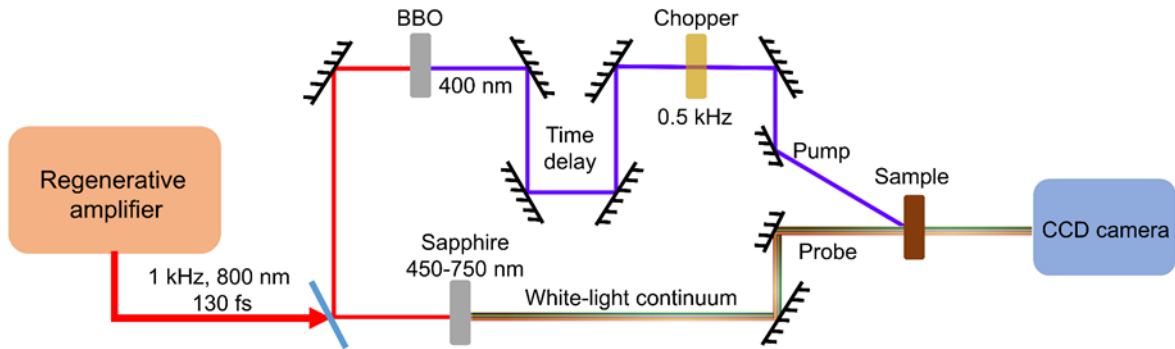 BBO
Chopper
400 nm
0.5 kHz
Time
delay
Pump
Regenerative
amplifier
Sample
CCD camera
Sapphire
450-750 nm
Probe
1 kHz, 800 nm
130 fs
White-light continuum